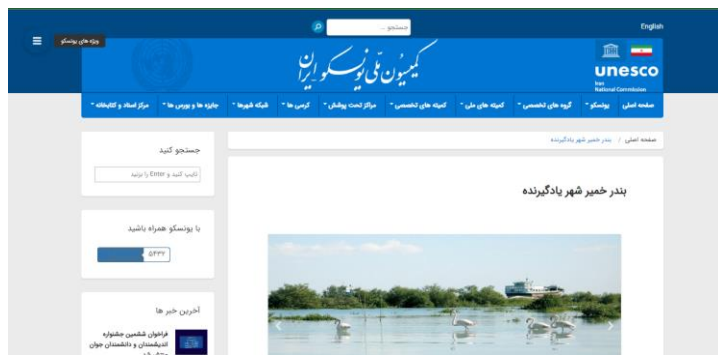 English
جستجو ...
ویژه های یونسکو
کمیسیون ملی یونسکو ایران
unesco
Iran
National Commission
صفحه اصلی
یونسکو
گروه های تخصصی
کمیته های ملی
کمیته های تخصصی
مراکز تحت پوشش
کرسی ها
شبکه شهرها
جایزه ها و بورس ها
مرکز اسناد و کتابخانه
صفحه اصلی / بندر خمیر شهر یادگیرنده
جستجو کنید
تایپ کنید و Enter را بزنید
بندر خمیر شهر یادگیرنده
با یونسکو همراه باشید
۵۴۳۲
آخرین خبر ها
فراخوان ششمین جشنواره
اندیشمندان و دانشمندان جوان